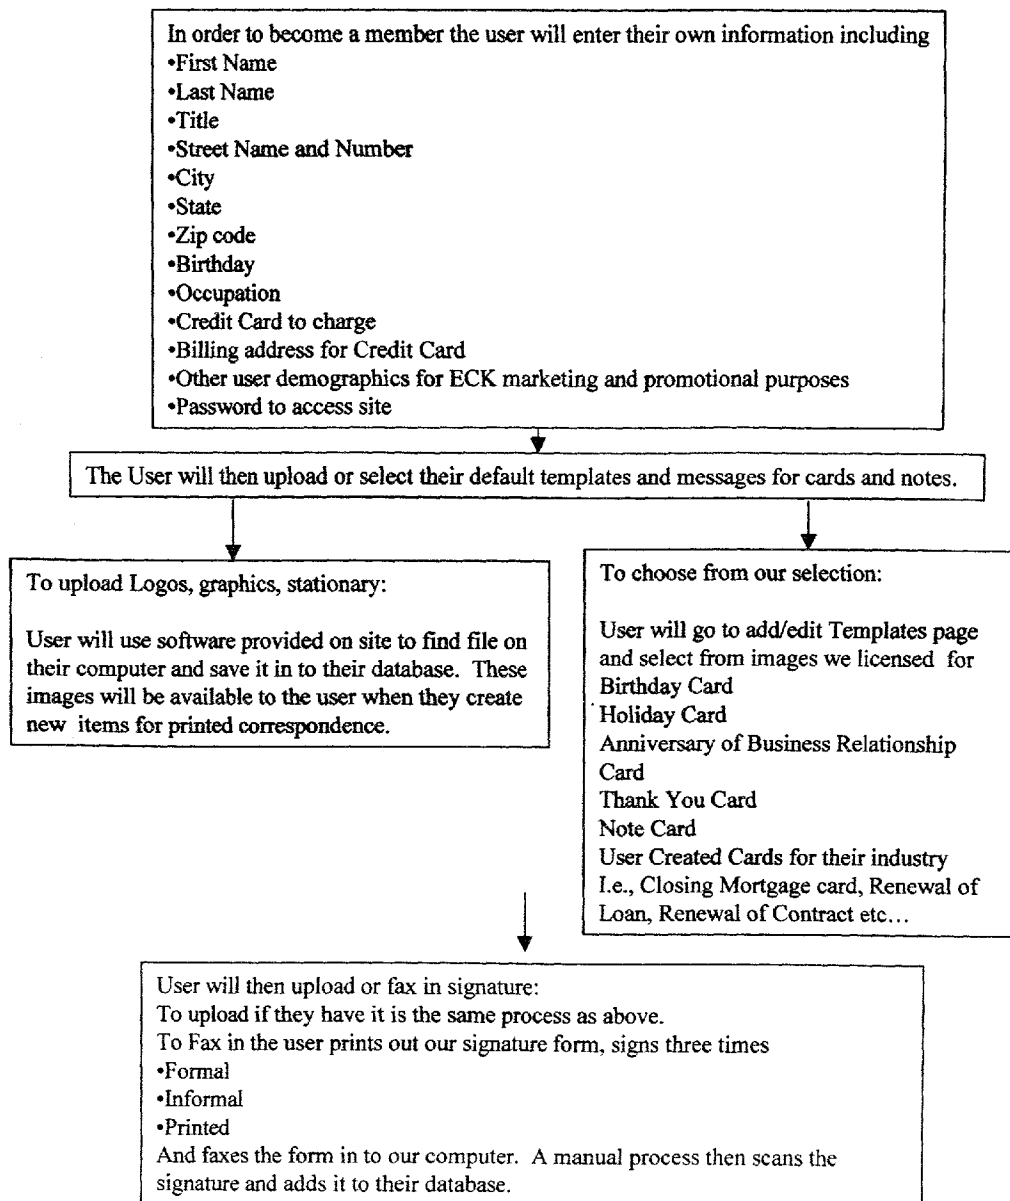 In order to become a member the user will enter their own information including
•First Name
•Last Name
•Title
•Street Name and Number
•City
•State
•Zip code
•Birthday
•Occupation
•Credit Card to charge
•Billing address for Credit Card
•Other user demographics for ECK marketing and promotional purposes
•Password to access site
The User will then upload or select their default templates and messages for cards and notes.
To upload Logos, graphics, stationary:
User will use software provided on site to find file on
their computer and save it in to their database. These
images will be available to the user when they create
new items for printed correspondence.
To choose from our selection:
User will go to add/edit Templates page
and select from images we licensed for
Birthday Card
Holiday Card
Anniversary of Business Relationship
Card
Thank You Card
Note Card
User Created Cards for their industry
I.e., Closing Mortgage card, Renewal of
Loan, Renewal of Contract etc…
User will then upload or fax in signature:
To upload if they have it is the same process as above.
To Fax in the user prints out our signature form, signs three times
•Formal
•Informal
•Printed
And faxes the form in to our computer. A manual process then scans the
signature and adds it to their database.